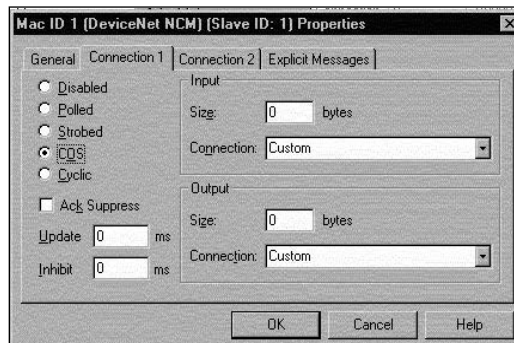 Mac ID 1 (DeviceNet NCM) (Slave ID: 1) Properties
General Connection 1 Connection 2 Explicit Messages
Disabled
Polled
Strobed
COS
Cyclic
Ack Suppress
Update 0 ms
Inhibit 0 ms
Input
Size: 0 bytes
Connection: Custom
Output
Size: 0 bytes
Connection: Custom
OK Cancel Help